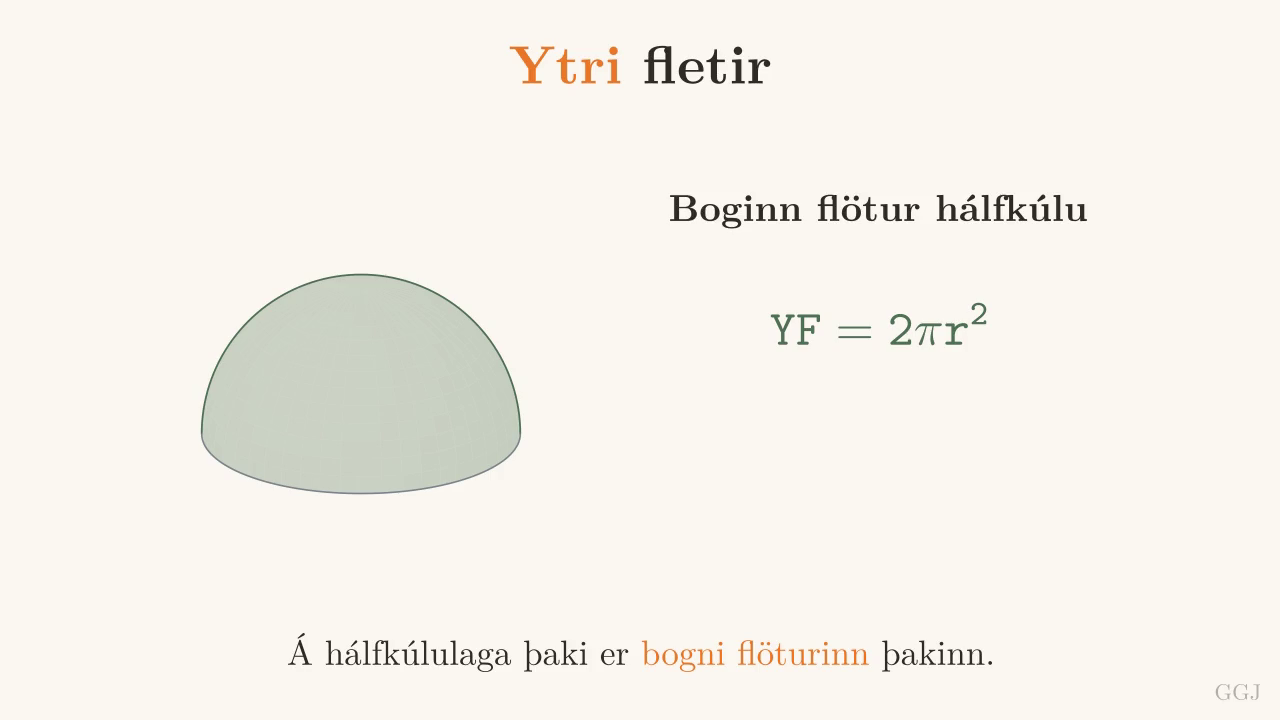 Ytri fletir
Boginn flötur hálfkúlu
YF = 2πr²
Á hálfkúlulaga þaki er bogni flöturinn þakinn.
GGJ